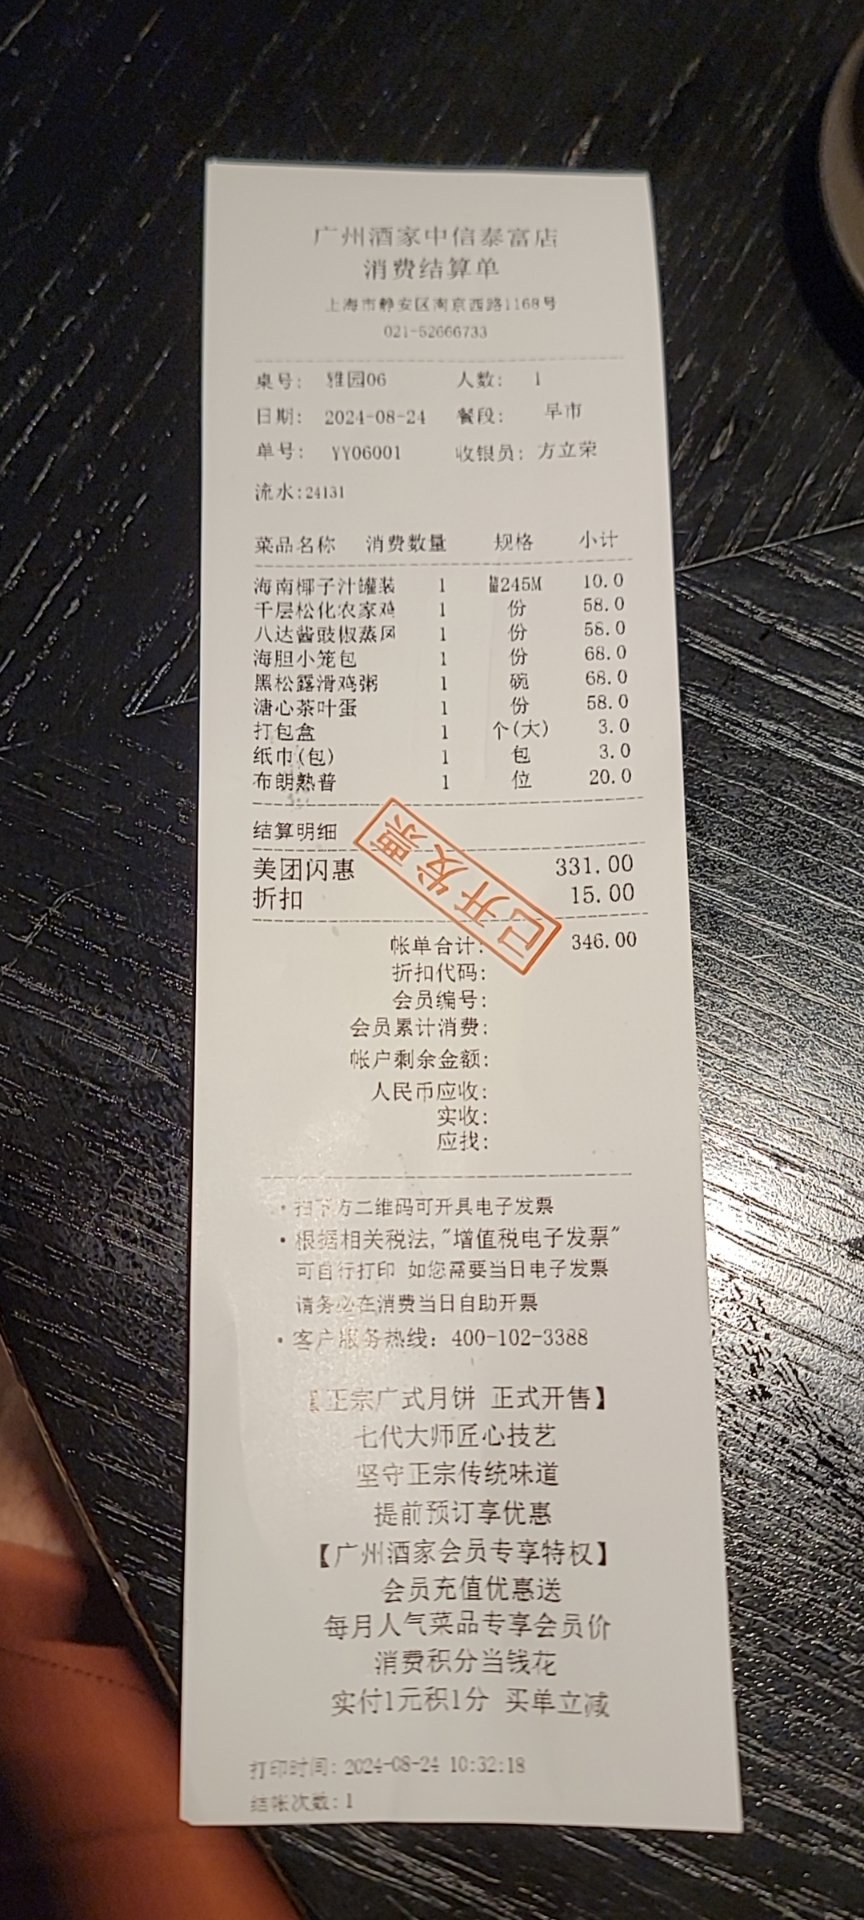 广州酒家中信泰富店
消费结算单
上海市静安区南京西路1168号
021-52666733
桌号: 雅园06 人数: 1
日期: 2024-08-24 餐段: 早市
单号: YY06001 收银员: 方立荣
流水:24131
菜品名称 消费数量 规格 小计
海南椰子汁罐装 1 245M 10.0
千层松化农家鸡 1 份 58.0
八达酱豉椒蒸凤 1 份 58.0
海胆小笼包 1 份 68.0
黑松露滑鸡粥 1 碗 68.0
溏心茶叶蛋 1 份 58.0
打包盒 1 个(大) 3.0
纸巾(包) 1 包 3.0
布朗熟普 1 位 20.0
结算明细
已开发票
美团闪惠 331.00
折扣 15.00
帐单合计: 346.00
折扣代码:
会员编号:
会员累计消费:
帐户剩余金额:
人民币应收:
实收:
应找:
·扫下方二维码可开具电子发票
·根据相关税法,"增值税电子发票"
可自行打印 如您需要当日电子发票
请务必在消费当日自助开票
·客户服务热线: 400-102-3388
【正宗广式月饼 正式开售】
七代大师匠心技艺
坚守正宗传统味道
提前预订享优惠
【广州酒家会员专享特权】
会员充值优惠送
每月人气菜品专享会员价
消费积分当钱花
实付1元积1分 买单立减
打印时间: 2024-08-24 10:32:18
结帐次数: 1